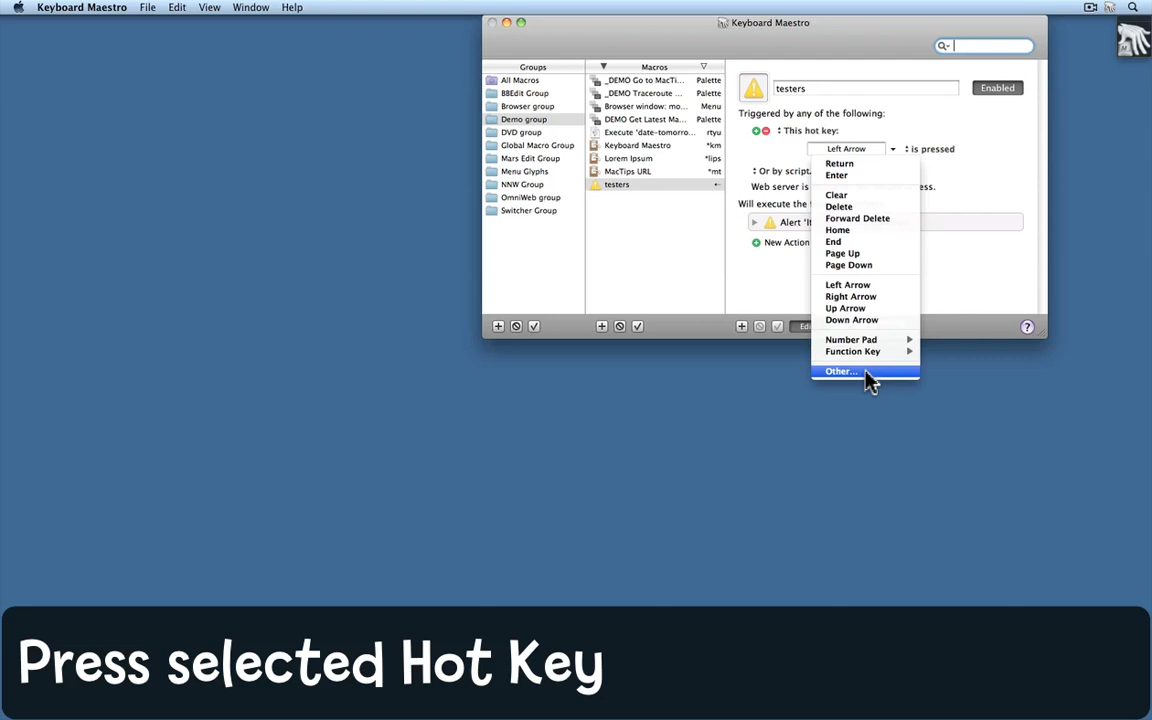 Keyboard Maestro File Edit View Window Help
Keyboard Maestro
Groups
All Macros
BBEdit Group
Browser group
Demo group
DVD group
Global Macro Group
Mars Edit Group
Menu Glyphs
NNW Group
OmniWeb group
Switcher Group
Macros
_DEMO Go to MacTi... Palette
_DEMO Traceroute ... Palette
Browser window: mo... Menu
DEMO Get Latest Ma... Palette
Execute 'date-tomorro... rtyu
Keyboard Maestro *km
Lorem Ipsum *lips
MacTips URL *mt
testers
testers
Enabled
Triggered by any of the following:
This hot key:
Left Arrow is pressed
Or by script.
Web server is
Will execute the
Alert 'It
New Action
Return
Enter
Clear
Delete
Forward Delete
Home
End
Page Up
Page Down
Left Arrow
Right Arrow
Up Arrow
Down Arrow
Number Pad
Function Key
Other...
?
Press selected Hot Key